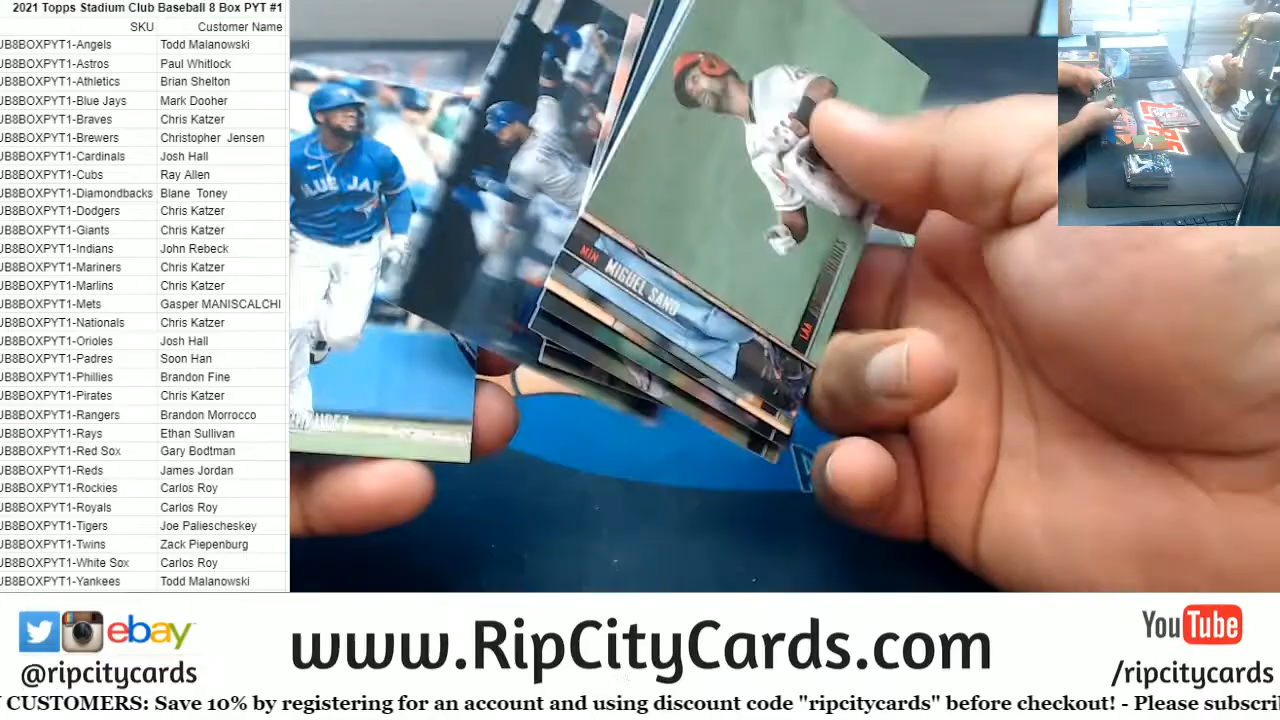 2021 Topps Stadium Club Baseball 8 Box PYT #1
SKU Customer Name
JB8BOXPYT1-Angels Todd Malanowski
JB8BOXPYT1-Astros Paul Whitlock
JB8BOXPYT1-Athletics Brian Shelton
JB8BOXPYT1-Blue Jays Mark Dooher
JB8BOXPYT1-Braves Chris Katzer
JB8BOXPYT1-Brewers Christopher Jensen
JB8BOXPYT1-Cardinals Josh Hall
JB8BOXPYT1-Cubs Ray Allen
JB8BOXPYT1-Diamondbacks Blane Toney
JB8BOXPYT1-Dodgers Chris Katzer
JB8BOXPYT1-Giants Chris Katzer
JB8BOXPYT1-Indians John Rebeck
JB8BOXPYT1-Mariners Chris Katzer
JB8BOXPYT1-Marlins Chris Katzer
JB8BOXPYT1-Mets Gasper MANISCALCHI
JB8BOXPYT1-Nationals Chris Katzer
JB8BOXPYT1-Orioles Josh Hall
JB8BOXPYT1-Padres Soon Han
JB8BOXPYT1-Phillies Brandon Fine
JB8BOXPYT1-Pirates Chris Katzer
JB8BOXPYT1-Rangers Brandon Morrocco
JB8BOXPYT1-Rays Ethan Sullivan
JB8BOXPYT1-Red Sox Gary Bodtman
JB8BOXPYT1-Reds James Jordan
JB8BOXPYT1-Rockies Carlos Roy
JB8BOXPYT1-Royals Carlos Roy
JB8BOXPYT1-Tigers Joe Paliescheskey
JB8BOXPYT1-Twins Zack Piepenburg
JB8BOXPYT1-White Sox Carlos Roy
JB8BOXPYT1-Yankees Todd Malanowski
BLUE JA
MIN MIGUEL SANO
LAA
ebay
@ripcitycards
www.RipCityCards.com
YouTube
/ripcitycards
CUSTOMERS: Save 10% by registering for an account and using discount code "ripcitycards" before checkout! - Please subscri